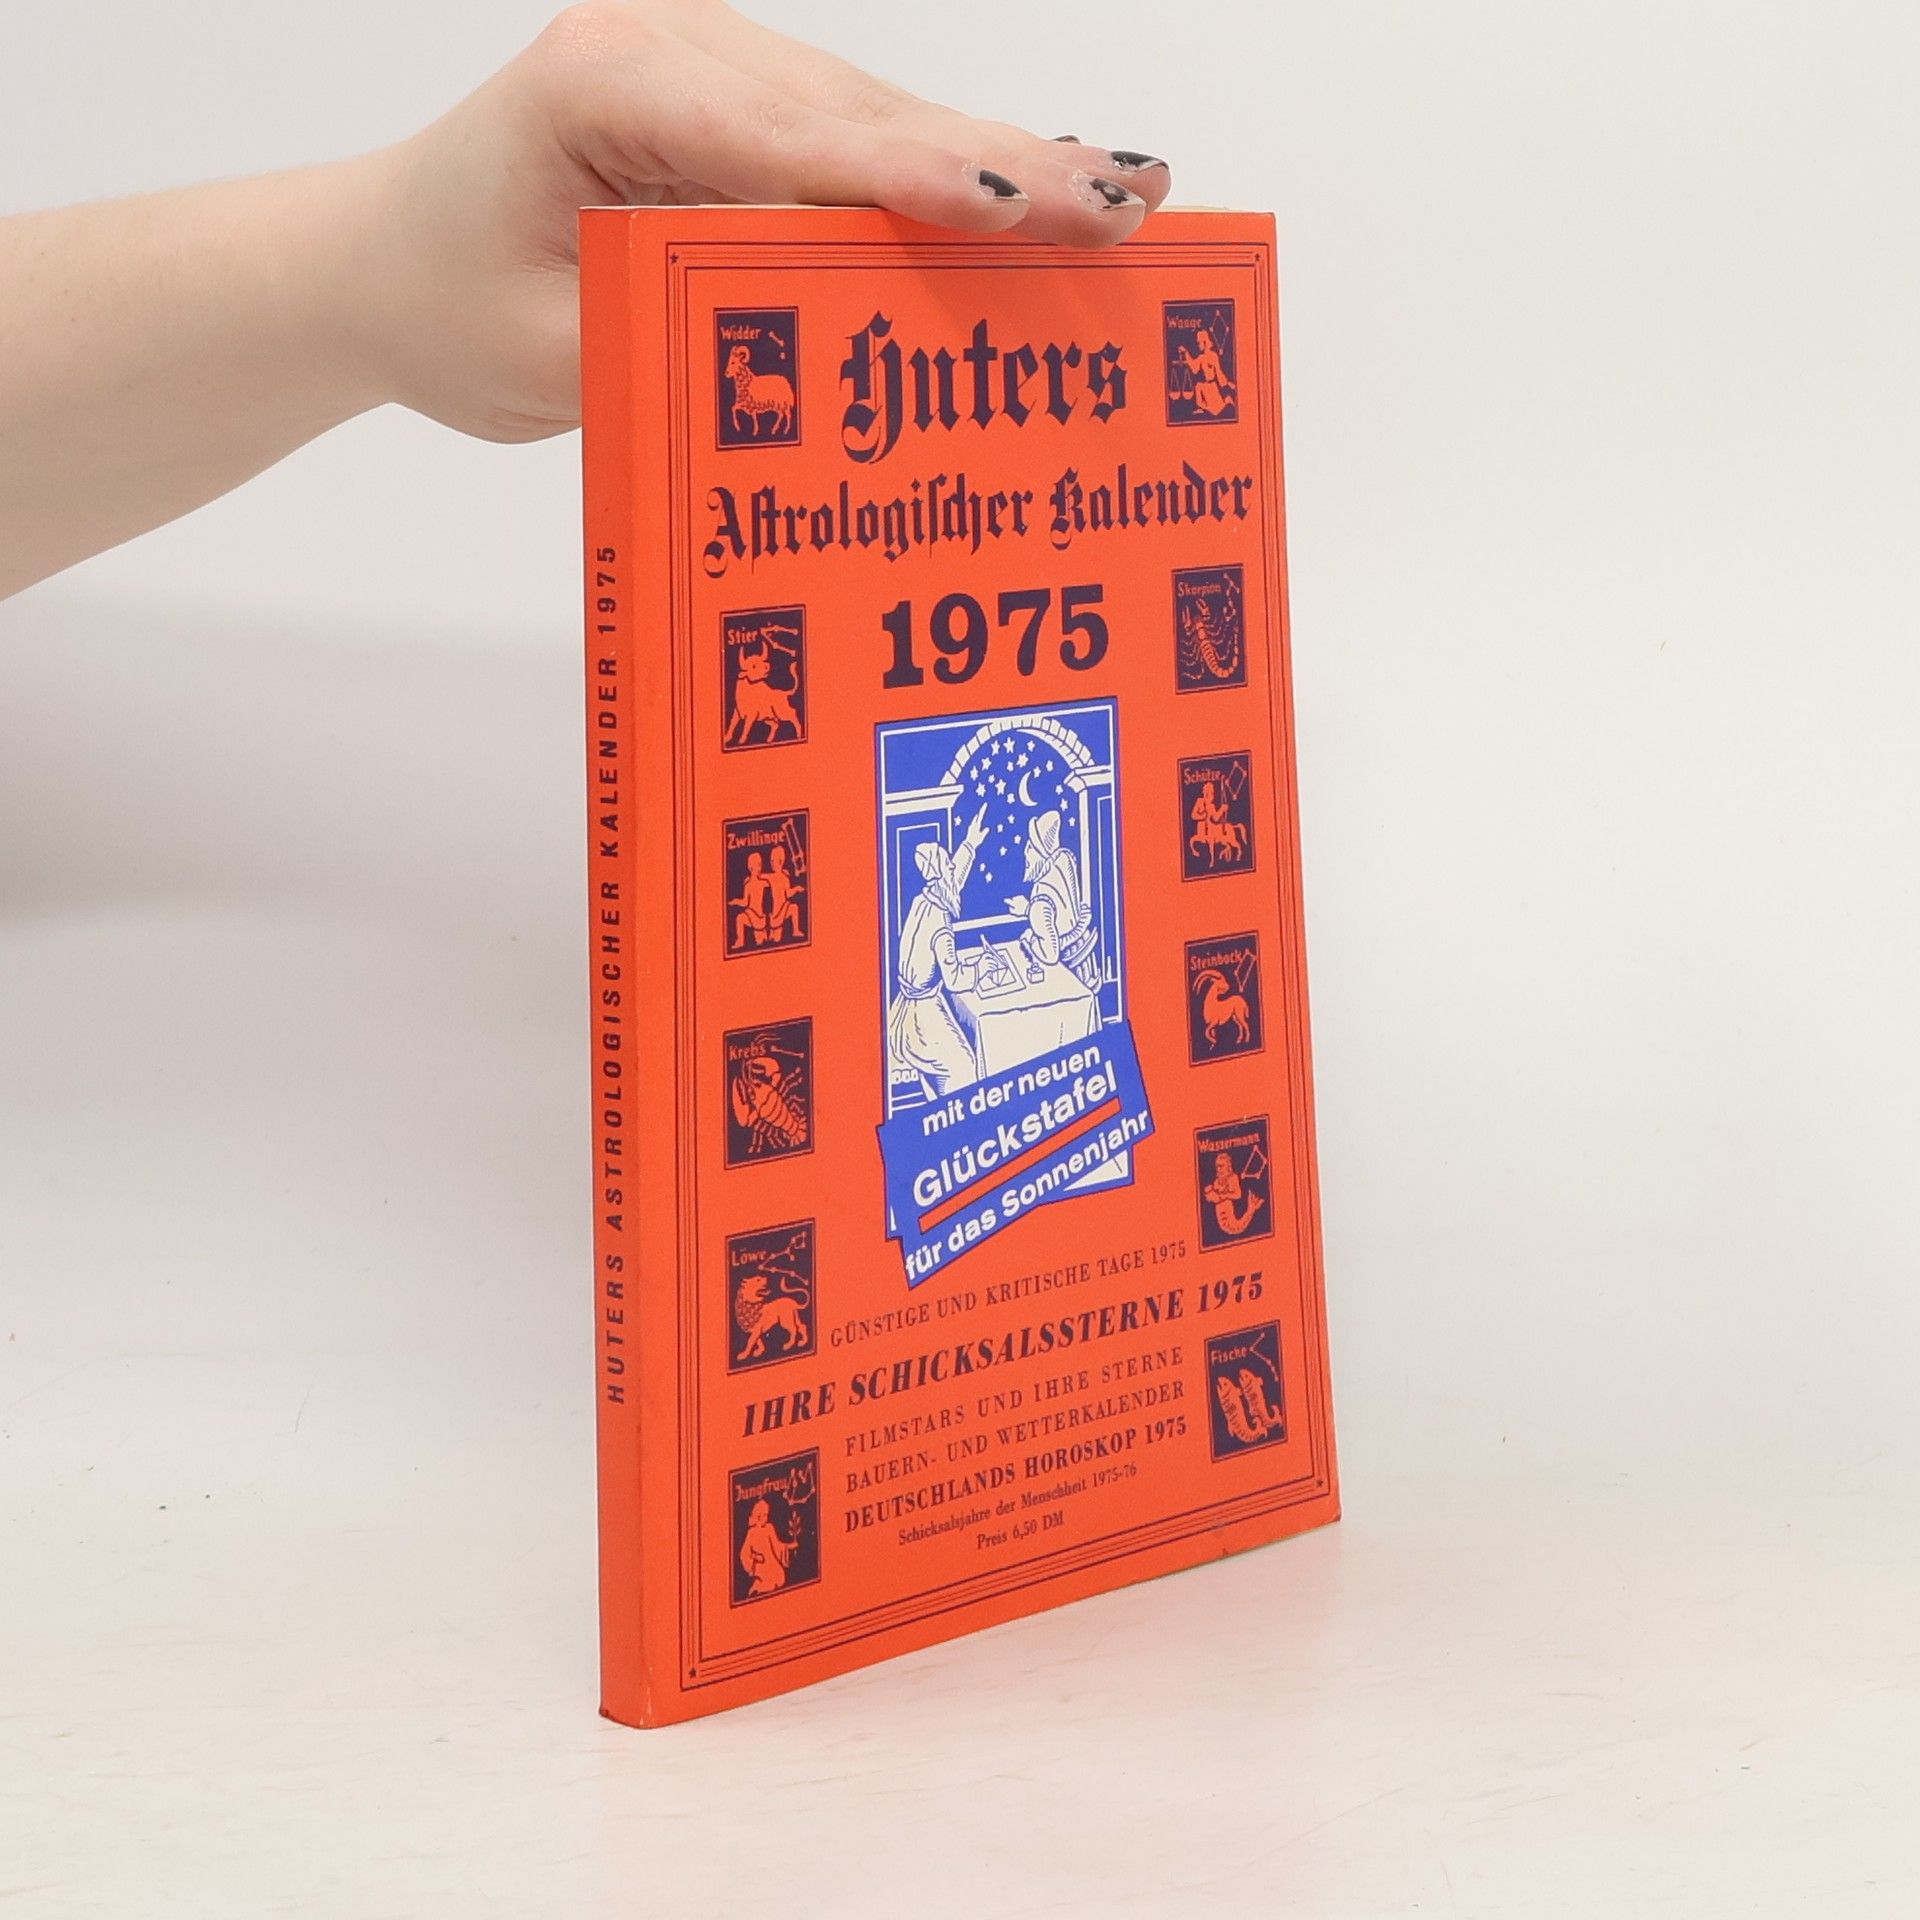 HUTERS ASTROLOGISCHER KALENDER 1975
Huters
Astrologischer Kalender
1975
Widder
Stier
Zwillinge
Krebs
Löwe
Jungfrau
Waage
Skorpion
Schütze
Steinbock
Wassermann
Fische
mit der neuen
Glückstafel
für das Sonnenjahr
GÜNSTIGE UND KRITISCHE TAGE 1975
IHRE SCHICKSALSSTERNE 1975
FILMSTARS UND IHRE STERNE
BAUERN- UND WETTERKALENDER
DEUTSCHLANDS HOROSKOP 1975
Schicksalsjahre der Menschheit 1975-76
Preis 6,50 DM